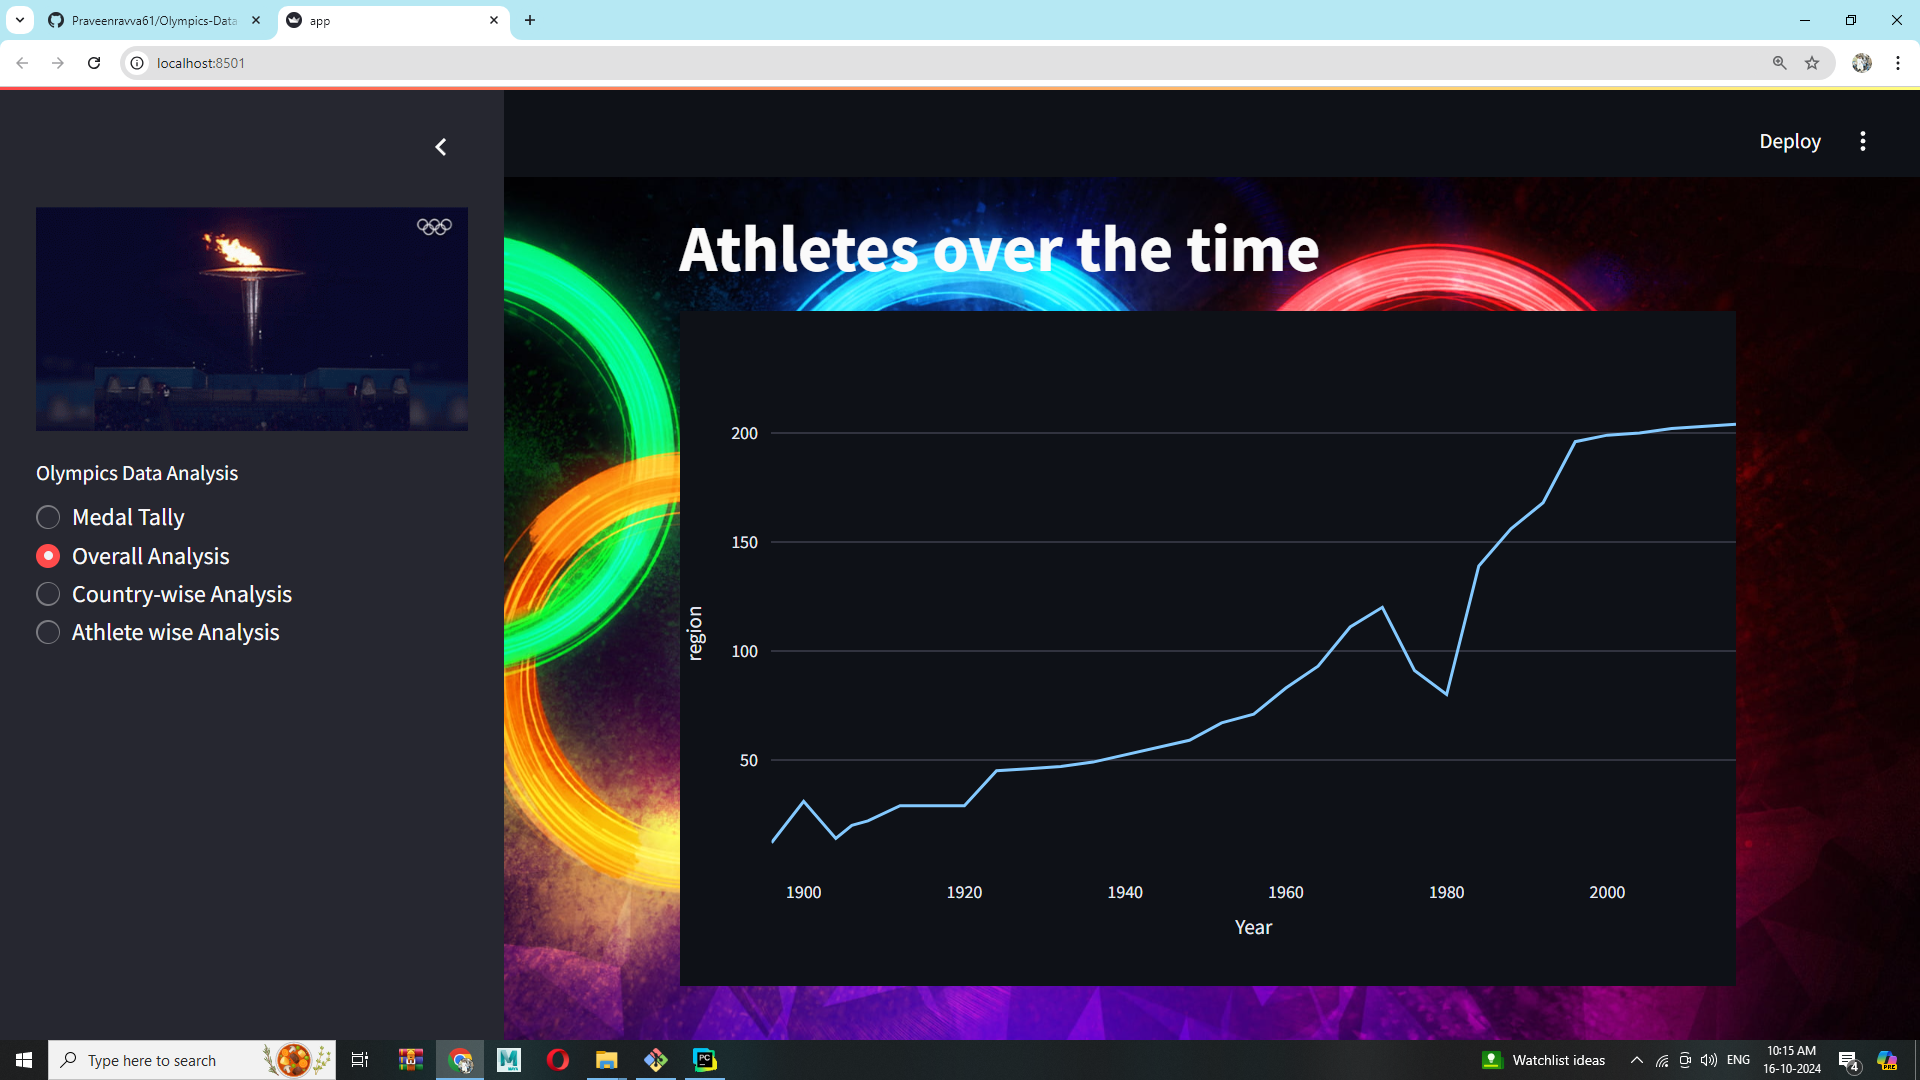 Praveenravva61/Olympics-Data
app
localhost:8501
Deploy
Athletes over the time
Olympics Data Analysis
Medal Tally
Overall Analysis
Country-wise Analysis
Athlete wise Analysis
200
150
100
50
region
1900 1920 1940 1960 1980 2000
Year
Type here to search
Watchlist ideas
ENG
10:15 AM
16-10-2024
4